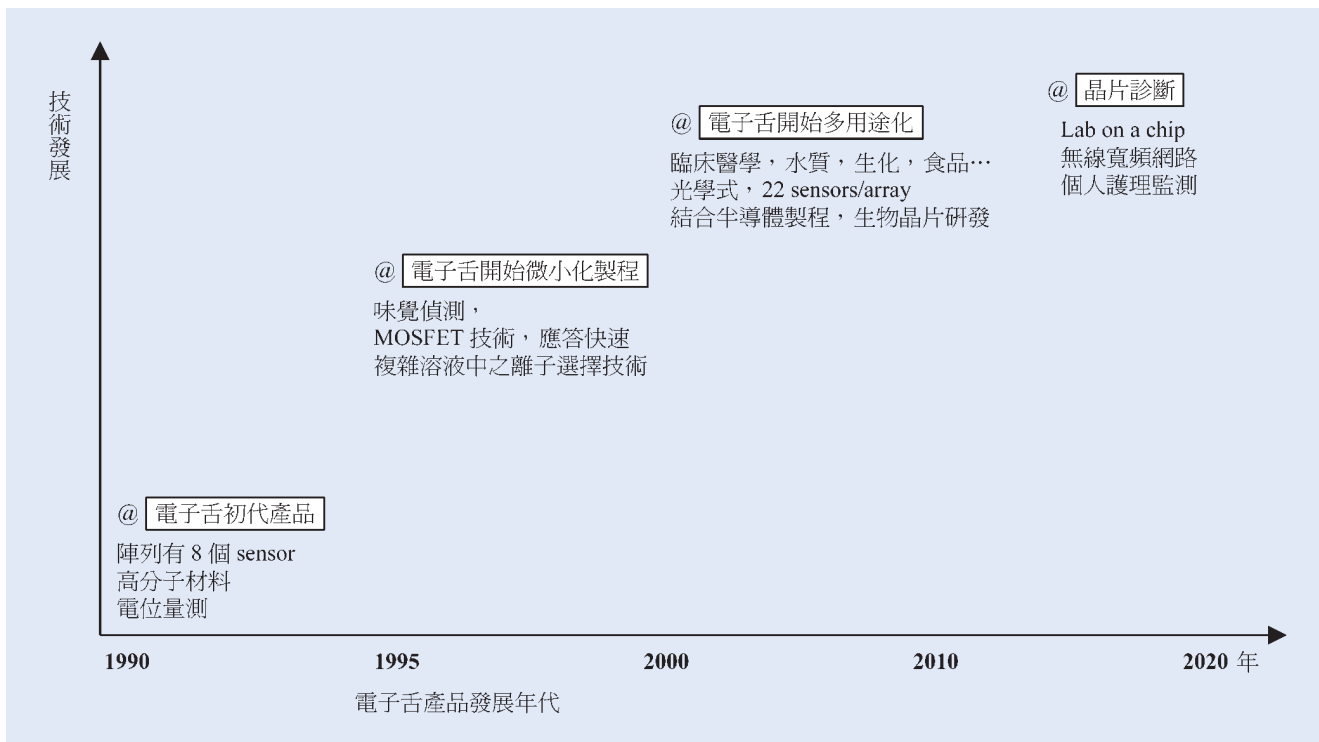 技術發展
@ 晶片診斷
Lab on a chip
無線寬頻網路
個人護理監測
@ 電子舌開始多用途化
臨床醫學，水質，生化，食品…
光學式，22 sensors/array
結合半導體製程，生物晶片研發
@ 電子舌開始微小化製程
味覺偵測，
MOSFET 技術，應答快速
複雜溶液中之離子選擇技術
@ 電子舌初代產品
陣列有 8 個 sensor
高分子材料
電位量測
1990 1995 2000 2010 2020 年
電子舌產品發展年代